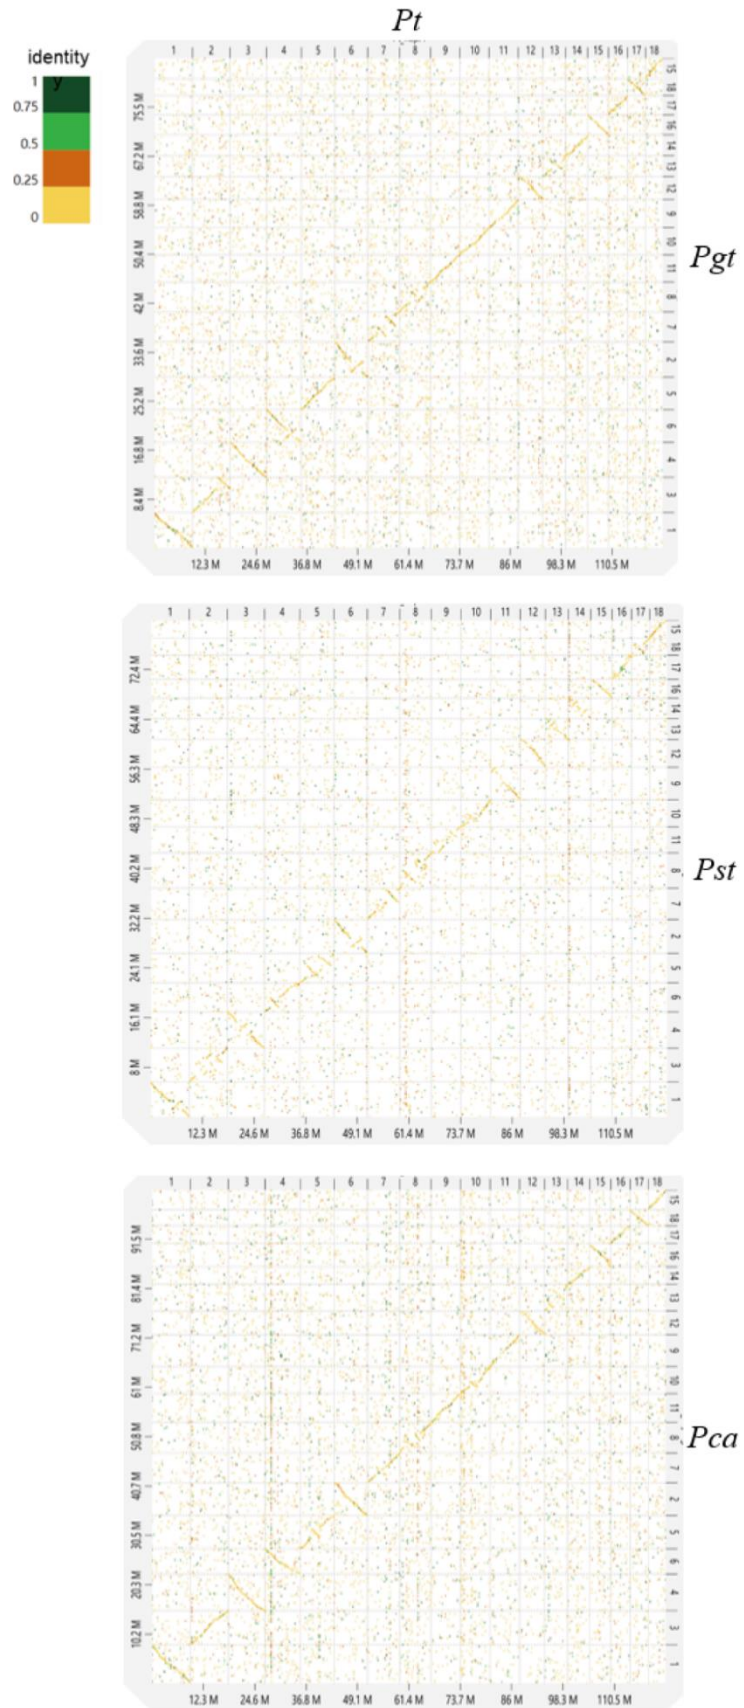 Pt
identity
y
1
0.75
0.5
0.25
0
1 | 2 | 3 | 4 | 5 | 6 | 7 | 8 | 9 | 10 | 11 | 12 | 13 | 14 | 15 | 16 | 17 | 18
75.5 M
67.2 M
58.8 M
50.4 M
42 M
33.6 M
25.2 M
16.8 M
8.4 M
15 | 18 | 17 | 16 | 14 | 13 | 12 | 9 | 10 | 11 | 8 | 7 | 2 | 5 | 6 | 4 | 3 | 1
Pgt
12.3 M 24.6 M 36.8 M 49.1 M 61.4 M 73.7 M 86 M 98.3 M 110.5 M
1 | 2 | 3 | 4 | 5 | 6 | 7 | 8 | 9 | 10 | 11 | 12 | 13 | 14 | 15 | 16 | 17 | 18
72.4 M
64.4 M
56.3 M
48.3 M
40.2 M
32.2 M
24.1 M
16.1 M
8 M
15 | 18 | 17 | 16 | 14 | 13 | 12 | 9 | 10 | 11 | 8 | 7 | 2 | 5 | 6 | 4 | 3 | 1
Pst
12.3 M 24.6 M 36.8 M 49.1 M 61.4 M 73.7 M 86 M 98.3 M 110.5 M
1 | 2 | 3 | 4 | 5 | 6 | 7 | 8 | 9 | 10 | 11 | 12 | 13 | 14 | 15 | 16 | 17 | 18
91.5 M
81.4 M
71.2 M
61 M
50.8 M
40.7 M
30.5 M
20.3 M
10.2 M
15 | 18 | 17 | 16 | 14 | 13 | 12 | 9 | 10 | 11 | 8 | 7 | 2 | 5 | 6 | 4 | 3 | 1
Pca
12.3 M 24.6 M 36.8 M 49.1 M 61.4 M 73.7 M 86 M 98.3 M 110.5 M